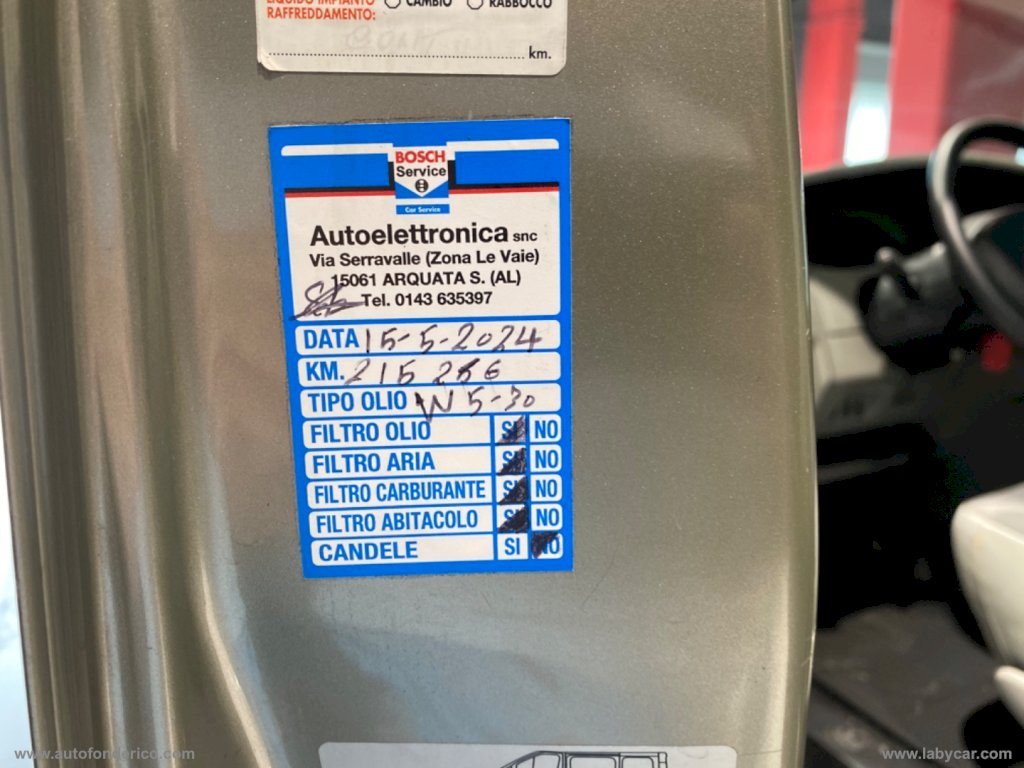 LIQUIDO IMPIANTO CAMBIO RABBOCCO
RAFFREDDAMENTO:
km.
BOSCH
Service
Car Service
Autoelettronica snc
Via Serravalle (Zona Le Vaie)
15061 ARQUATA S. (AL)
Tel. 0143 635397
DATA 15-5-2024
KM. 215 256
TIPO OLIO W 5-30
FILTRO OLIO SI NO
FILTRO ARIA SI NO
FILTRO CARBURANTE SI NO
FILTRO ABITACOLO SI NO
CANDELE SI NO
www.autofonderico.com
www.labycar.com